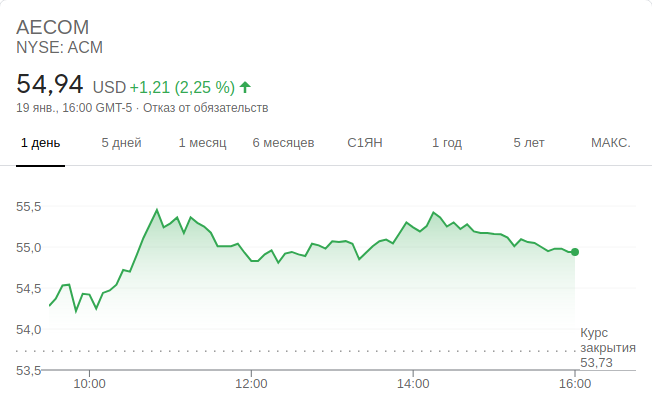 AECOM
NYSE: ACM
54,94 USD +1,21 (2,25 %)
19 янв., 16:00 GMT-5 · Отказ от обязательств
1 день 5 дней 1 месяц 6 месяцев С1ЯН 1 год 5 лет МАКС.
55,5
55,0
54,5
54,0
53,5
Курс
закрытия
53,73
10:00 12:00 14:00 16:00